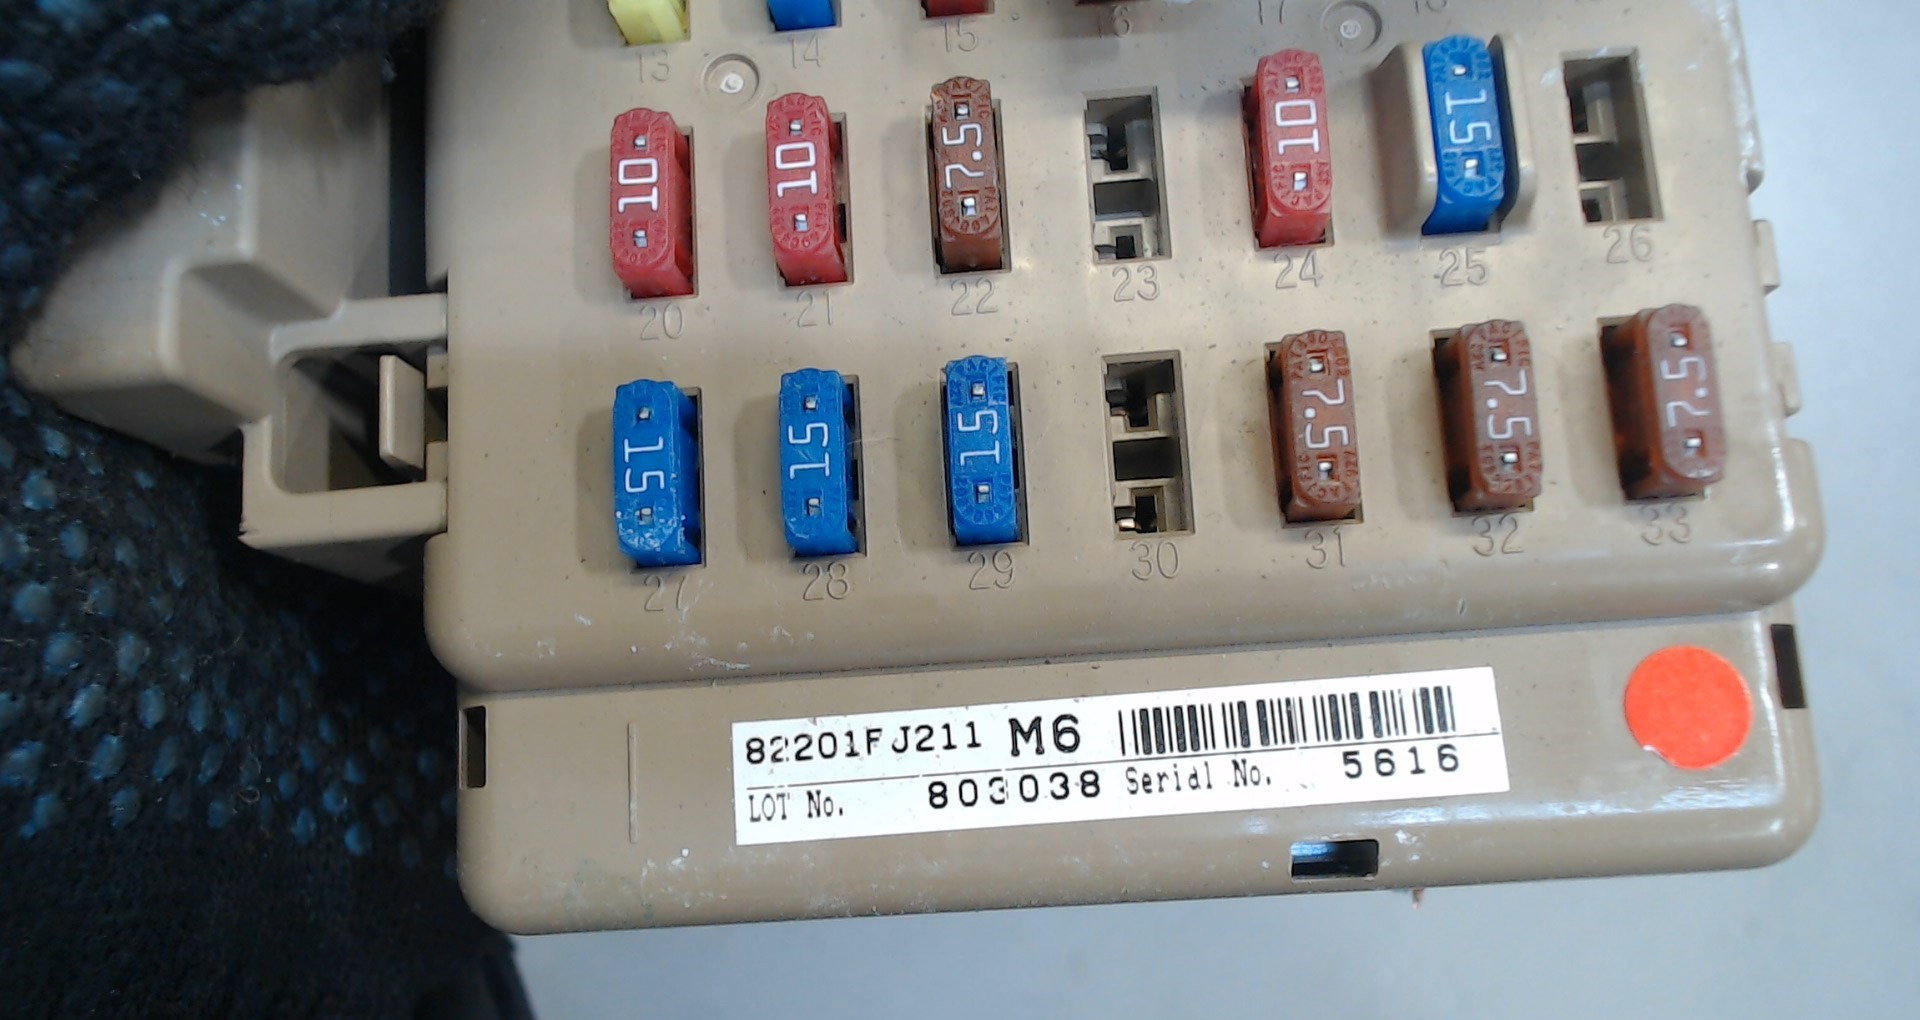 13 14 15 16 17 18
10 10 7.5 10 15
20 21 22 23 24 25 26
15 15 15 7.5 7.5 7.5
27 28 29 30 31 32 33
82201FJ211 M6
LOT No. 803038 Serial No. 5616